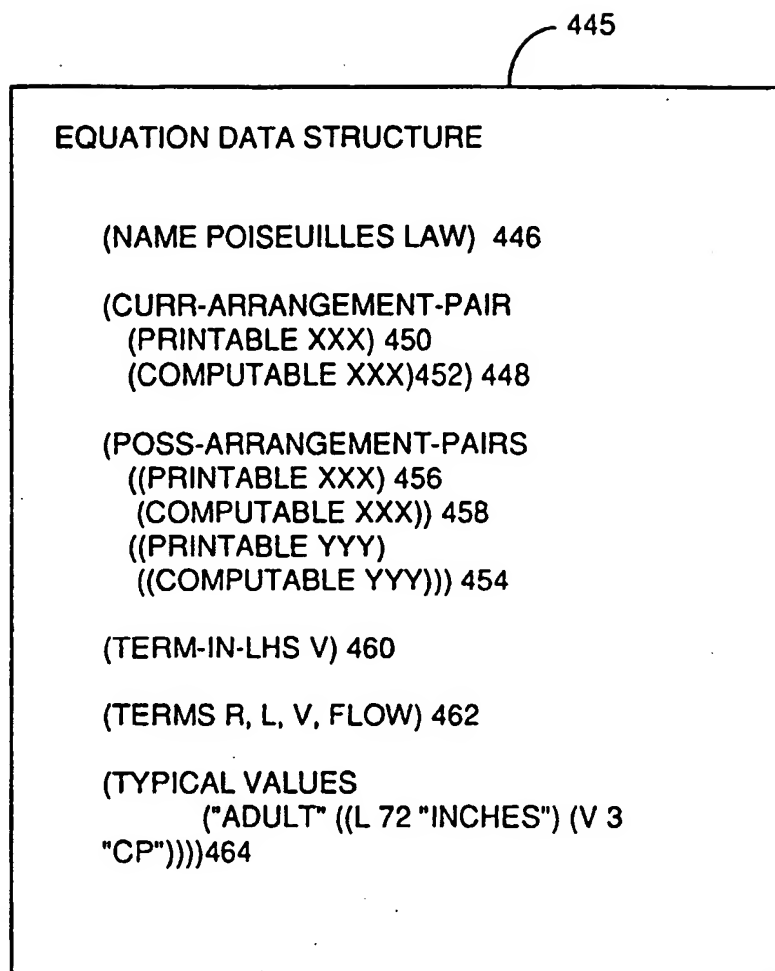 445
EQUATION DATA STRUCTURE
(NAME POISEUILLES LAW) 446
(CURR-ARRANGEMENT-PAIR
(PRINTABLE XXX) 450
(COMPUTABLE XXX)452) 448
(POSS-ARRANGEMENT-PAIRS
((PRINTABLE XXX) 456
(COMPUTABLE XXX)) 458
((PRINTABLE YYY)
((COMPUTABLE YYY))) 454
(TERM-IN-LHS V) 460
(TERMS R, L, V, FLOW) 462
(TYPICAL VALUES
("ADULT" ((L 72 "INCHES") (V 3
"CP"))))464